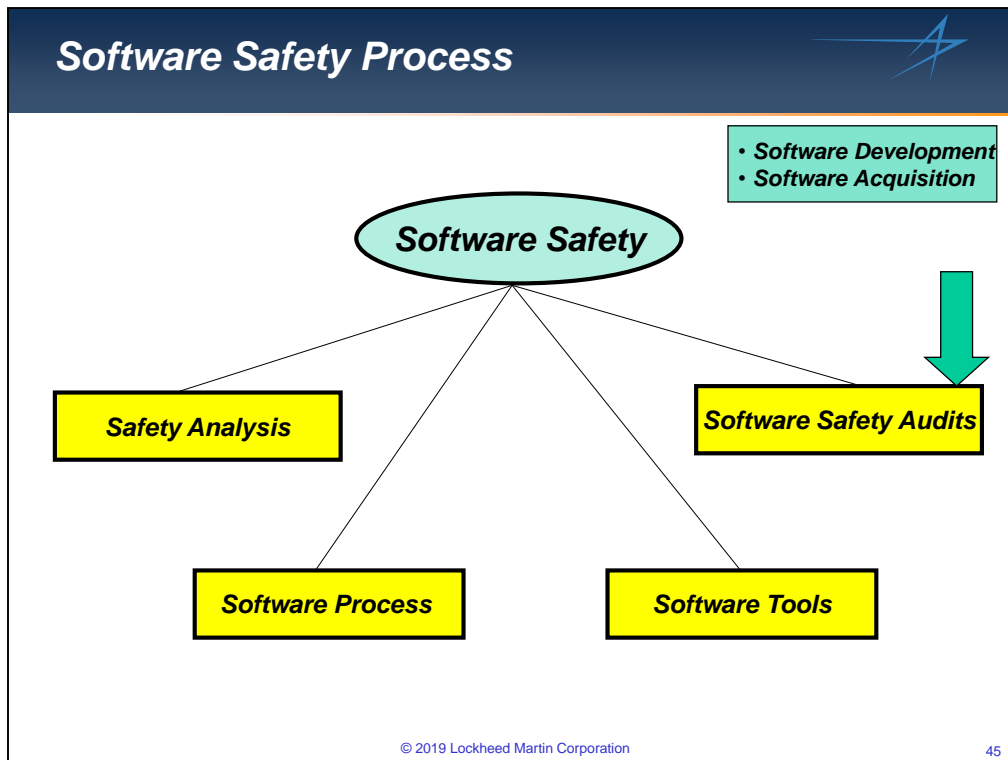 Software Safety Process
• Software Development
• Software Acquisition
Software Safety
Safety Analysis
Software Safety Audits
Software Process
Software Tools
© 2019 Lockheed Martin Corporation
45